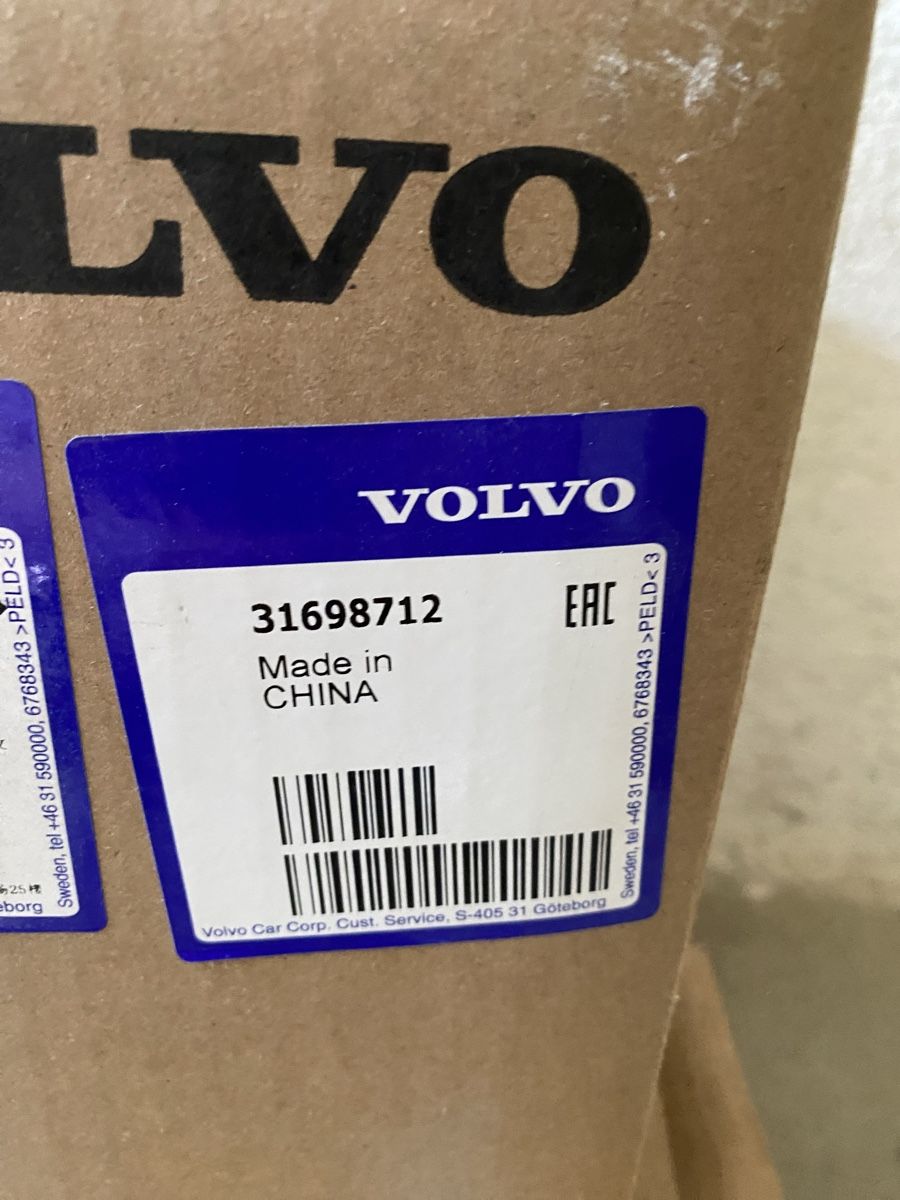 LVO
VOLVO
31698712
EAC
Made in
CHINA
Volvo Car Corp. Cust. Service, S-405 31 Göteborg
Sweden, tel +46 31 590000, 6768343 >PELD< 3
Sweden, tel +46 31 590000, 6768343 >PELD< 3
eborg